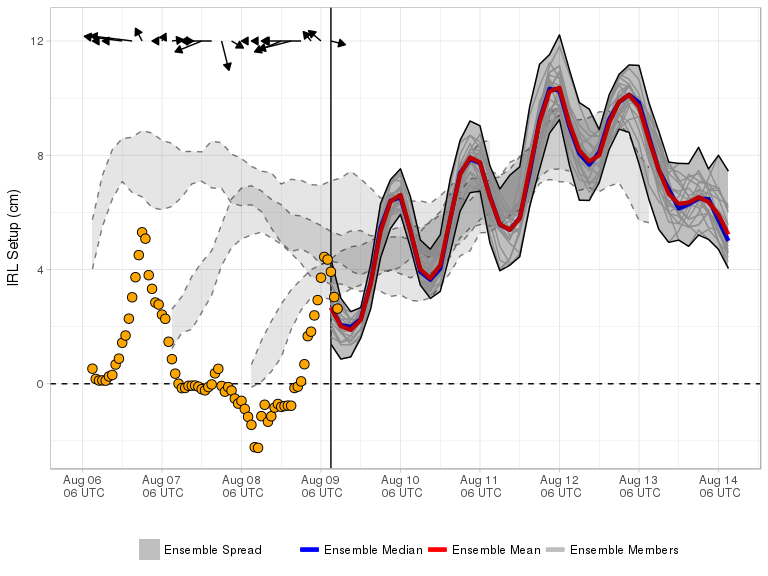 12
8
4
0
IRL Setup (cm)
Aug 06 Aug 07 Aug 08 Aug 09 Aug 10 Aug 11 Aug 12 Aug 13 Aug 14
06 UTC 06 UTC 06 UTC 06 UTC 06 UTC 06 UTC 06 UTC 06 UTC 06 UTC
Ensemble Spread Ensemble Median Ensemble Mean Ensemble Members